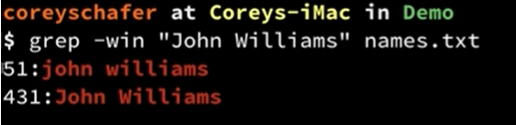 coreyschafer at Coreys-iMac in Demo
$ grep -win "John Williams" names.txt
51:john williams
431:John Williams